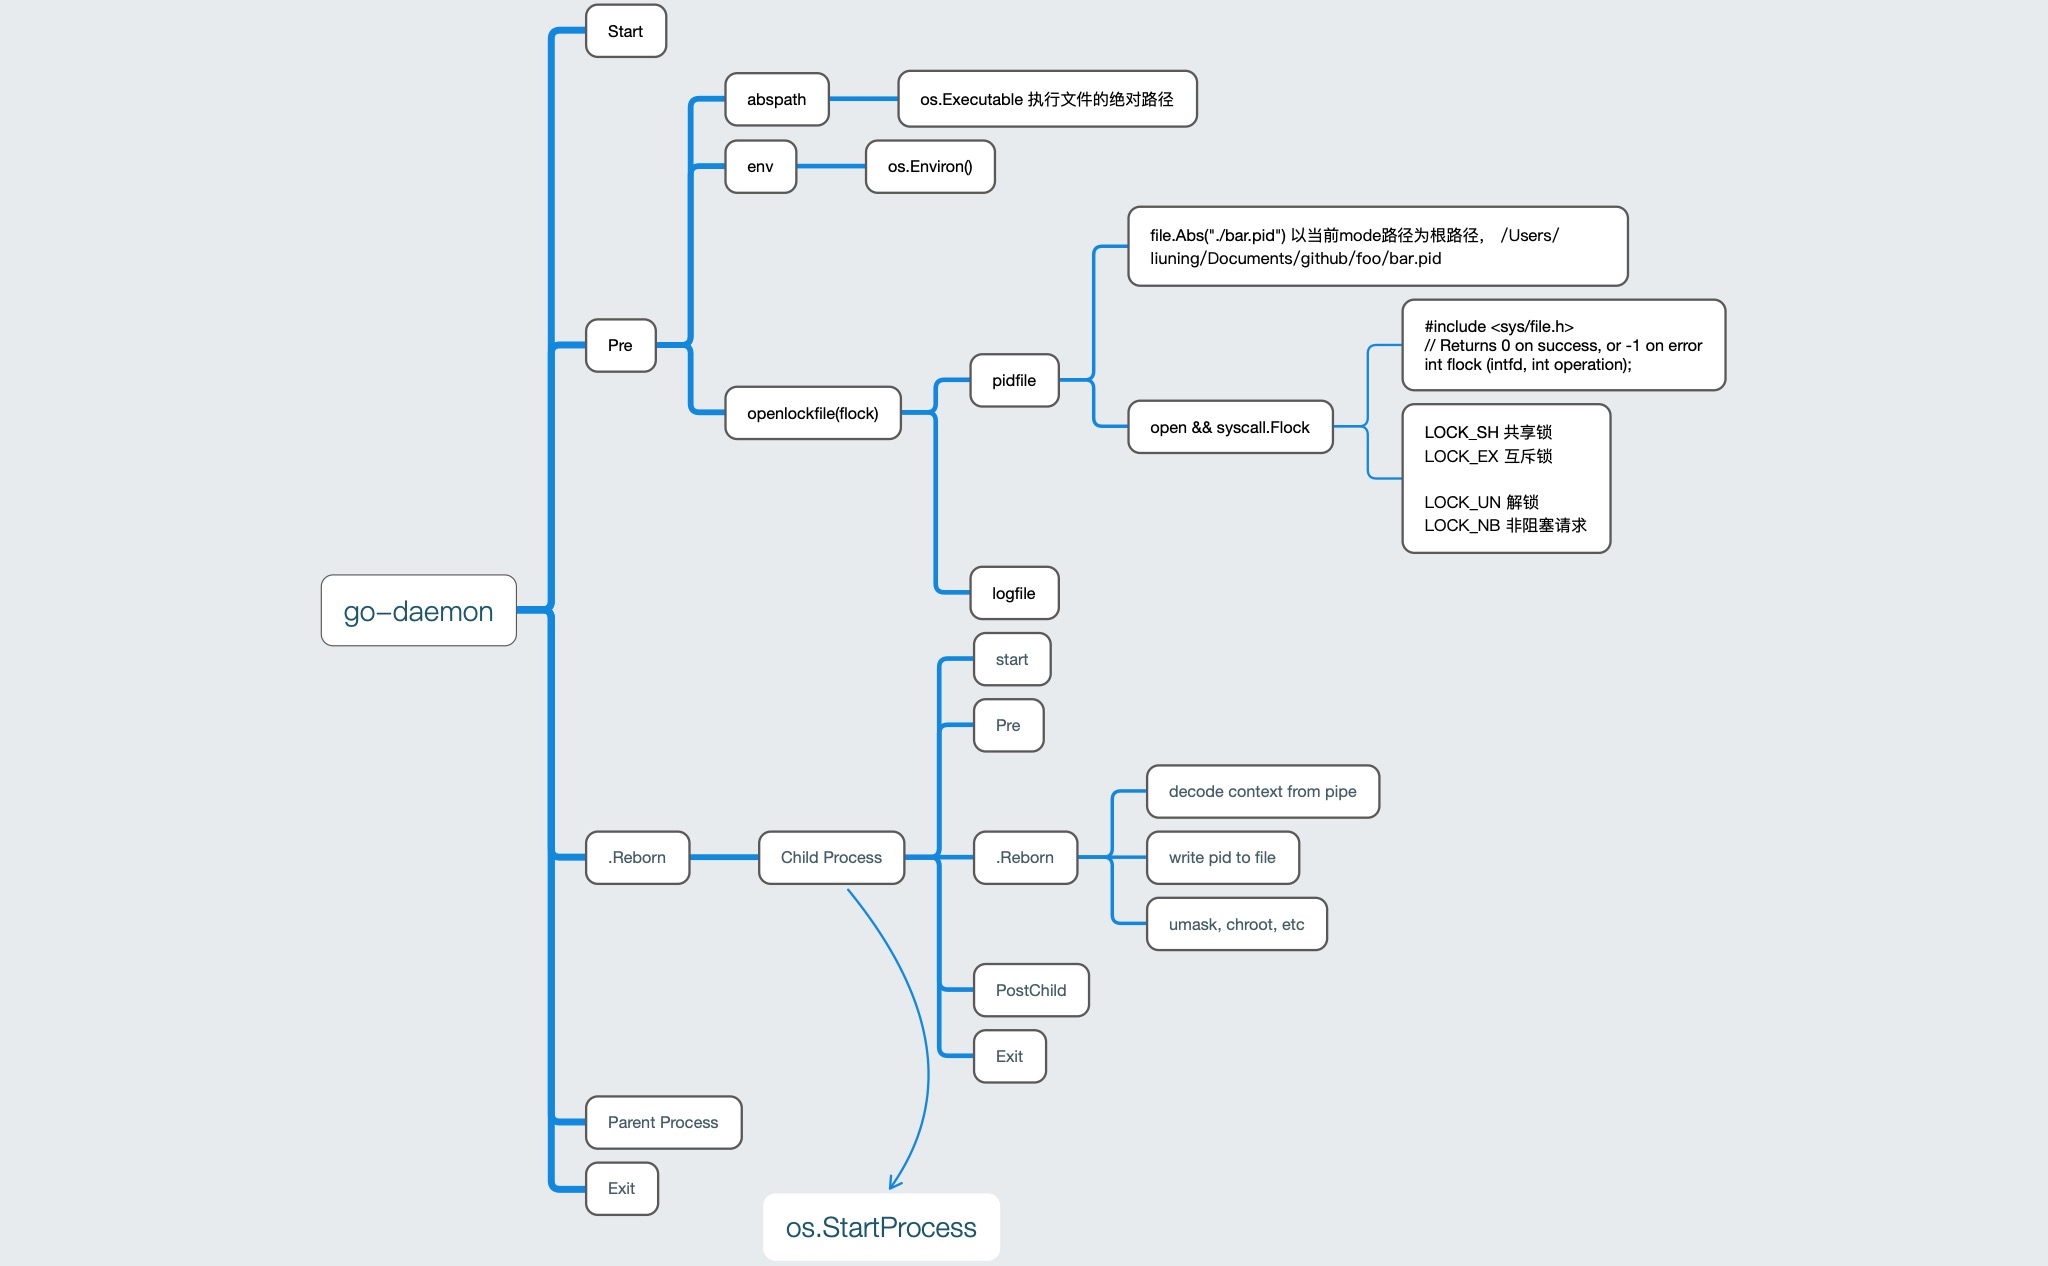 Start
abspath
os.Executable 执行文件的绝对路径
env
os.Environ()
file.Abs("./bar.pid") 以当前mode路径为根路径， /Users/
liuning/Documents/github/foo/bar.pid
#include <sys/file.h>
// Returns 0 on success, or -1 on error
int flock (intfd, int operation);
Pre
pidfile
openlockfile(flock)
open && syscall.Flock
LOCK_SH 共享锁
LOCK_EX 互斥锁
LOCK_UN 解锁
LOCK_NB 非阻塞请求
logfile
go-daemon
start
Pre
decode context from pipe
.Reborn
Child Process
.Reborn
write pid to file
umask, chroot, etc
PostChild
Exit
Parent Process
Exit
os.StartProcess